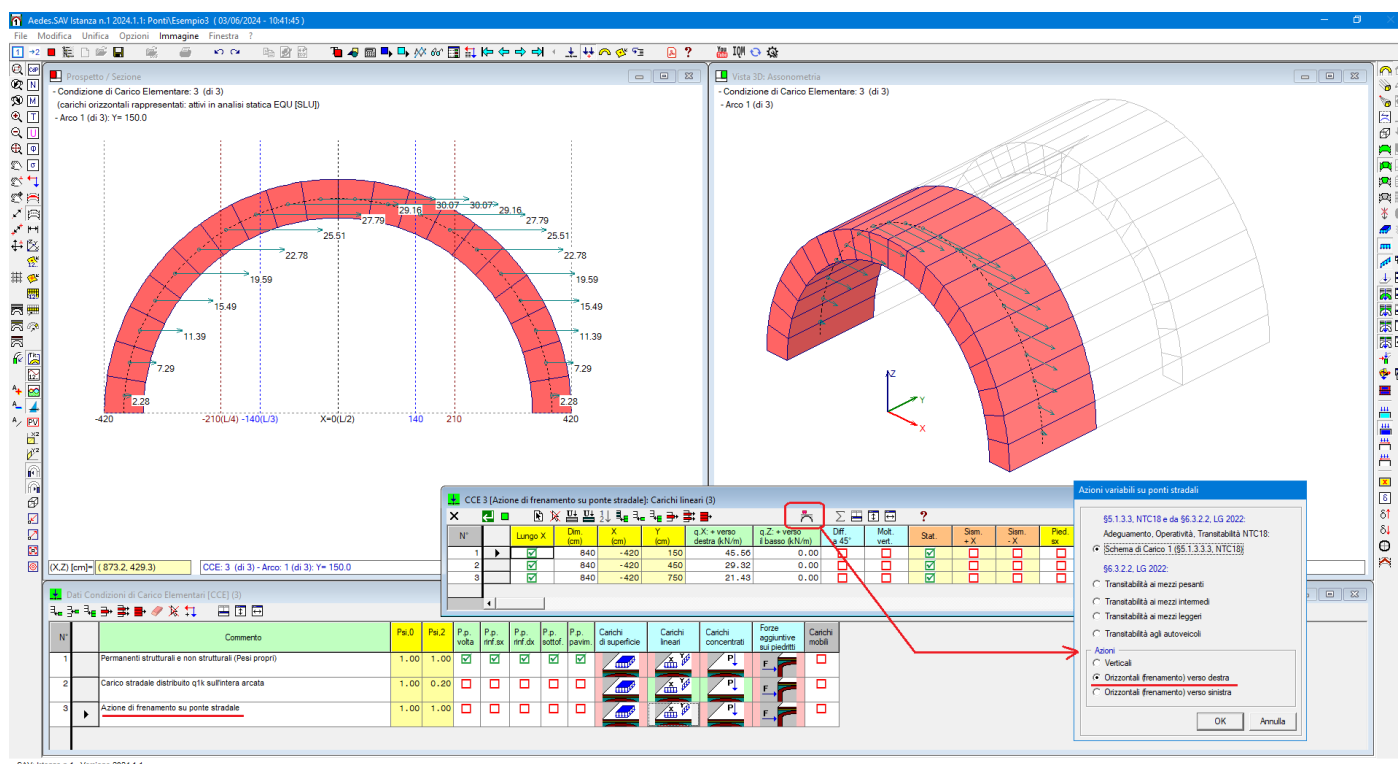 Aedes.SAV Istanza n.1 2024.1.1: Ponti\Esempio3 ( 03/06/2024 - 10:41:45 )
File Modifica Unifica Opzioni Immagine Finestra ?
Prospetto / Sezione
- Condizione di Carico Elementare: 3 (di 3)
(carichi orizzontali rappresentati: attivi in analisi statica EQU [SLU])
- Arco 1 (di 3): Y= 150.0
29.16 30.07 30.07 29.16
27.79 27.79
25.51 25.51
22.78 22.78
19.59 19.59
15.49 15.49
11.39 11.39
7.29 7.29
2.28 2.28
-420 -210(L/4) -140(L/3) X=0(L/2) 140 210 420
(X,Z) [cm]= ( 873.2, 429.3) CCE: 3 (di 3) - Arco: 1 (di 3): Y= 150.0
Vista 3D: Assonometria
- Condizione di Carico Elementare: 3 (di 3)
- Arco 1 (di 3)
Z
Y
X
CCE 3 [Azione di frenamento su ponte stradale]: Carichi lineari (3)
N° Lungo X Dim. (cm) X (cm) Y (cm) q.X: + verso destra (kN/m) q.Z: + verso il basso (kN/m) Diff. a 45° Molt. vert. Stat. Sism. + X Sism. - X Pied. sx
1 840 -420 150 45.56 0.00
2 840 -420 450 29.32 0.00
3 840 -420 750 21.43 0.00
Azioni variabili su ponti stradali
§5.1.3.3, NTC18 e da §6.3.2.2, LG 2022:
Adeguamento, Operatività, Transitabilità NTC18:
Schema di Carico 1 (§5.1.3.3.3, NTC18)
§6.3.2.2, LG 2022:
Transitabilità ai mezzi pesanti
Transitabilità ai mezzi intermedi
Transitabilità ai mezzi leggeri
Transitabilità agli autoveicoli
Azioni
Verticali
Orizzontali (frenamento) verso destra
Orizzontali (frenamento) verso sinistra
OK Annulla
Dati Condizioni di Carico Elementari [CCE] (3)
N° Commento Psi,0 Psi,2 P.p. volta P.p. rinf.sx P.p. rinf.dx P.p. sottof. P.p. pavim. Carichi di superficie Carichi lineari Carichi concentrati Forze aggiuntive sui piedritti Carichi mobili
1 Permanenti strutturali e non strutturali (Pesi propri) 1.00 1.00
2 Carico stradale distribuito q1k sull'intera arcata 1.00 0.20
3 Azione di frenamento su ponte stradale 1.00 1.00